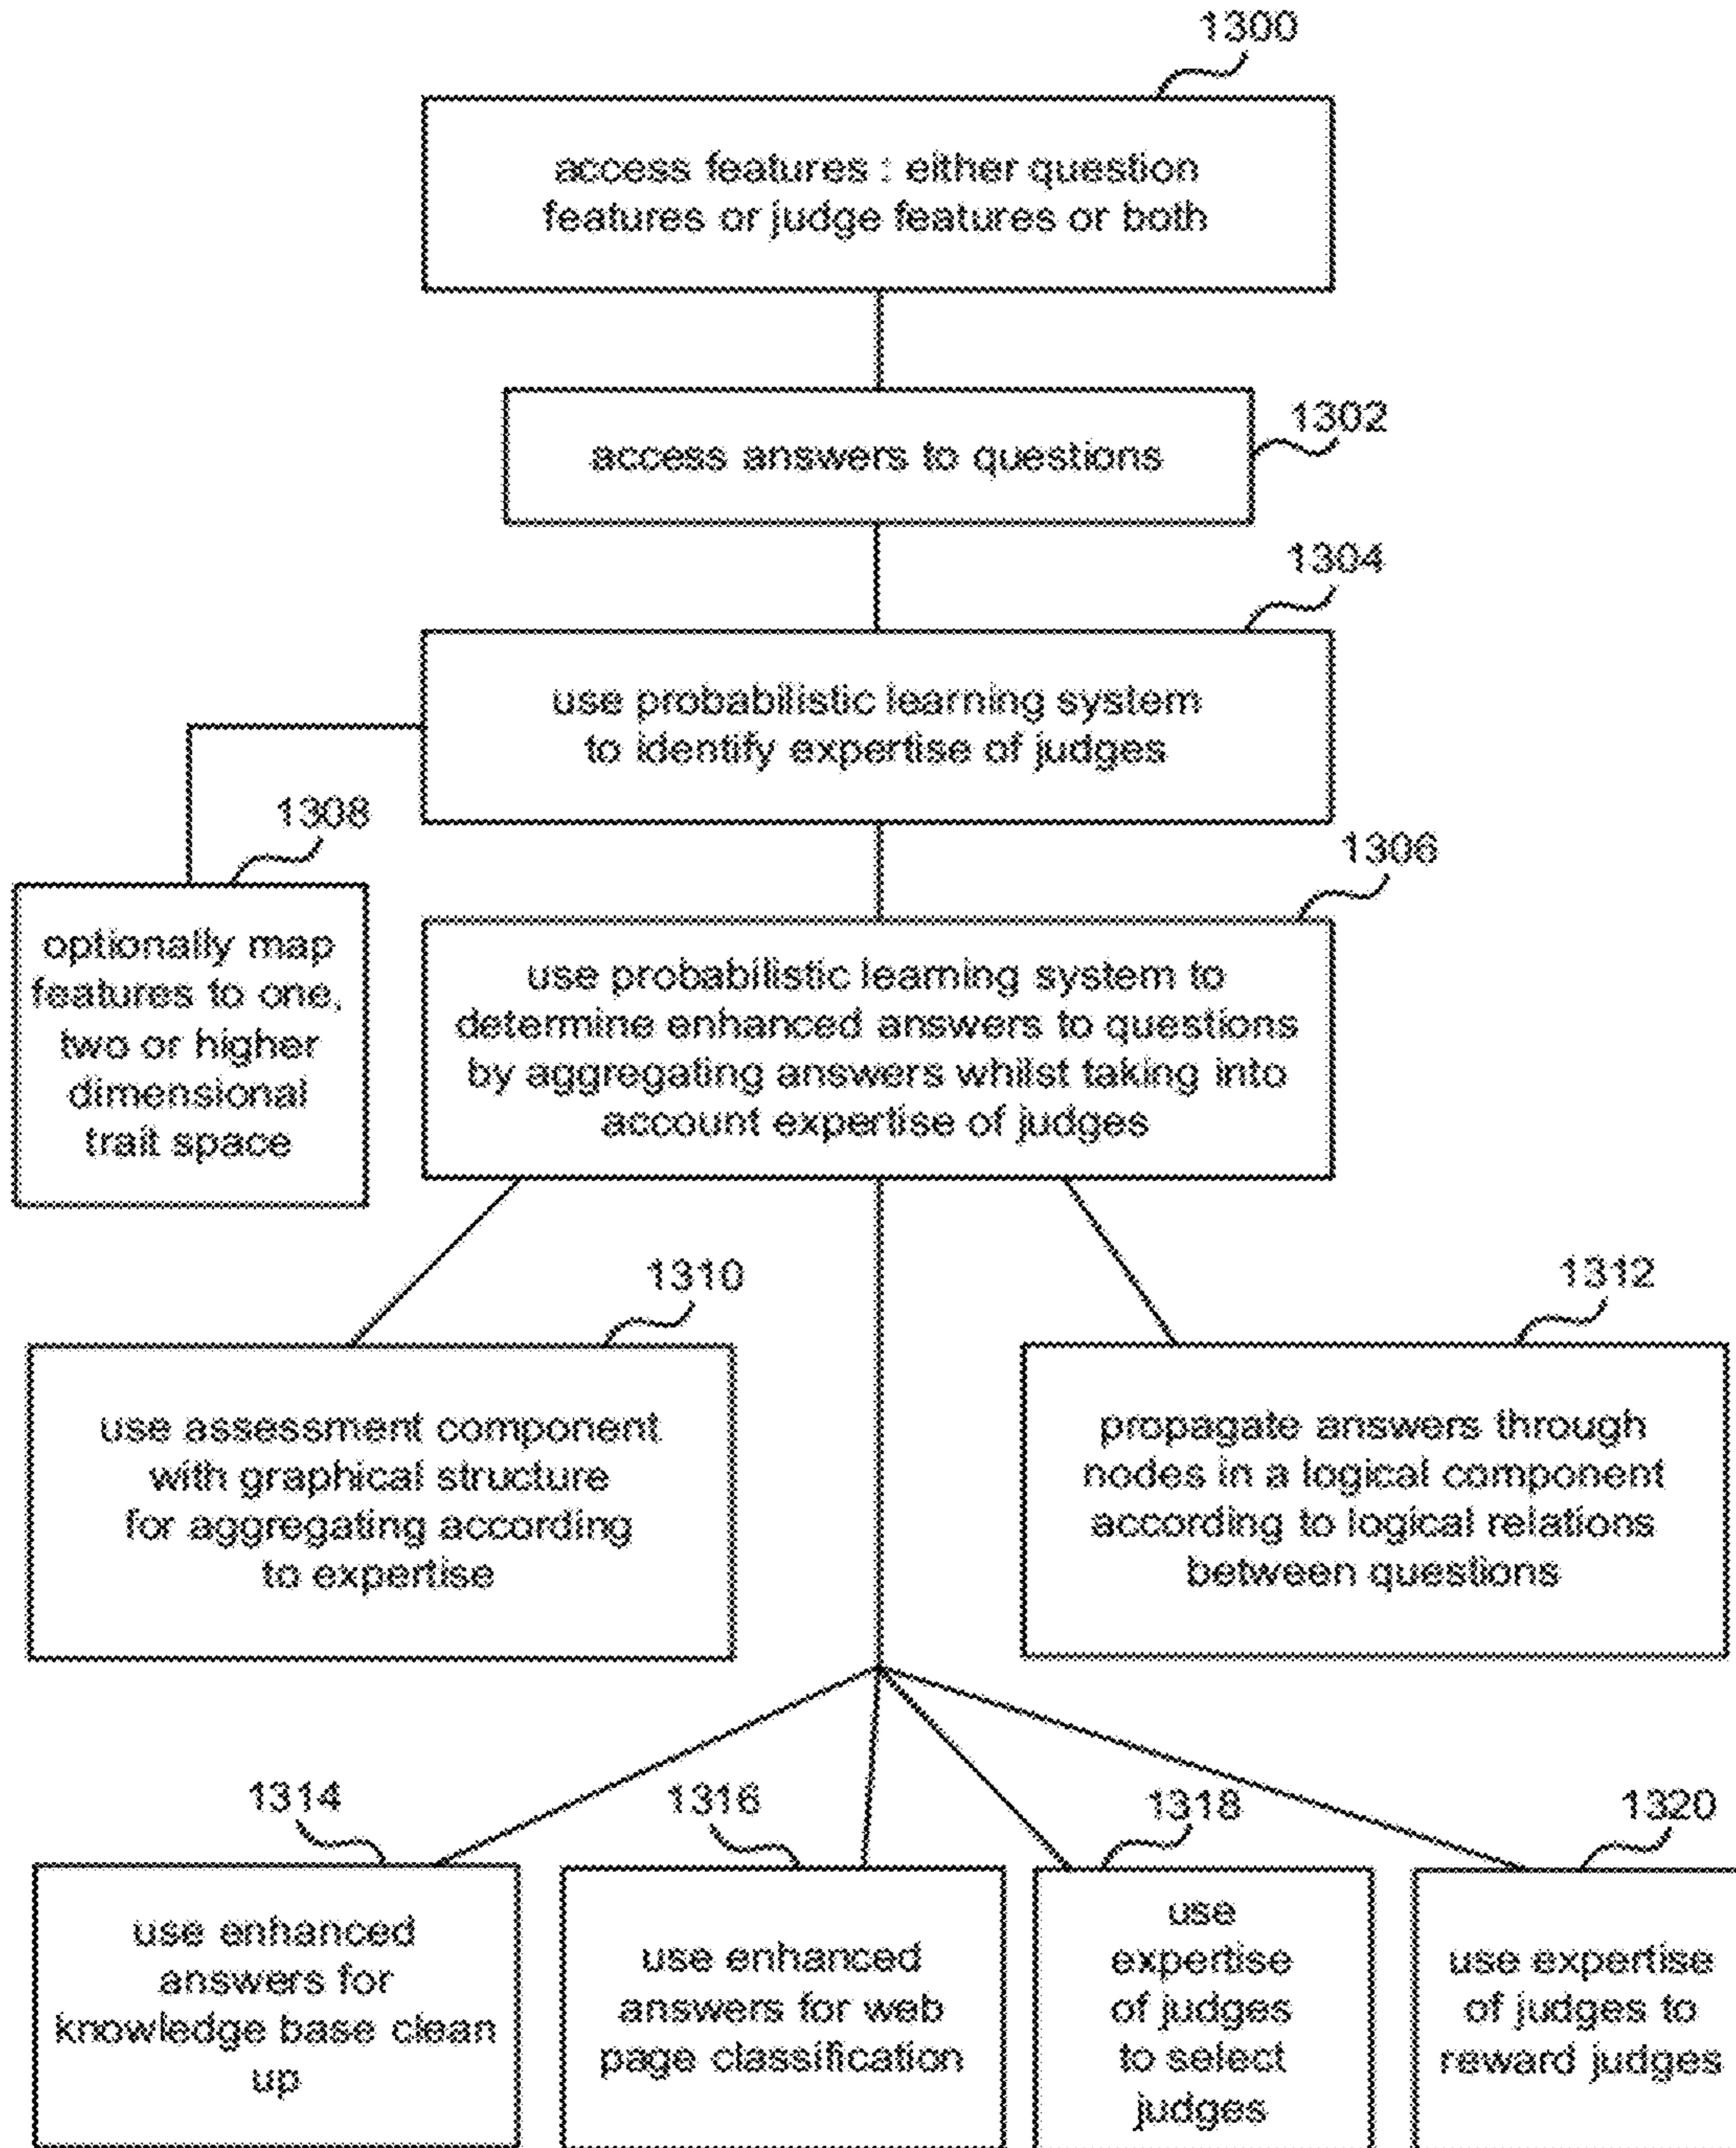 1300
access features : either question
features or judge features or both
1302
access answers to questions
1304
use probabilistic learning system
to identify expertise of judges
1308
optionally map
features to one,
two or higher
dimensional
trait space
1306
use probabilistic learning system to
determine enhanced answers to questions
by aggregating answers whilst taking into
account expertise of judges
1310
use assessment component
with graphical structure
for aggregating according
to expertise
1312
propagate answers through
nodes in a logical component
according to logical relations
between questions
1314
use enhanced
answers for
knowledge base clean
up
1316
use enhanced
answers for web
page classification
1318
use
expertise
of judges
to select
judges
1320
use expertise
of judges to
reward judges